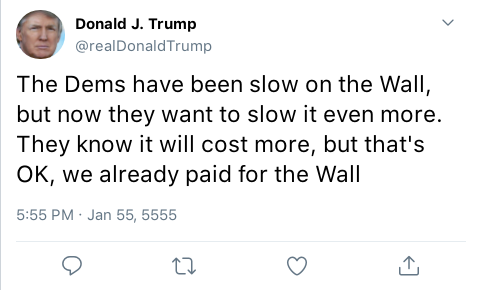 Donald J. Trump
@realDonaldTrump
The Dems have been slow on the Wall,
but now they want to slow it even more.
They know it will cost more, but that's
OK, we already paid for the Wall
5:55 PM · Jan 55, 5555